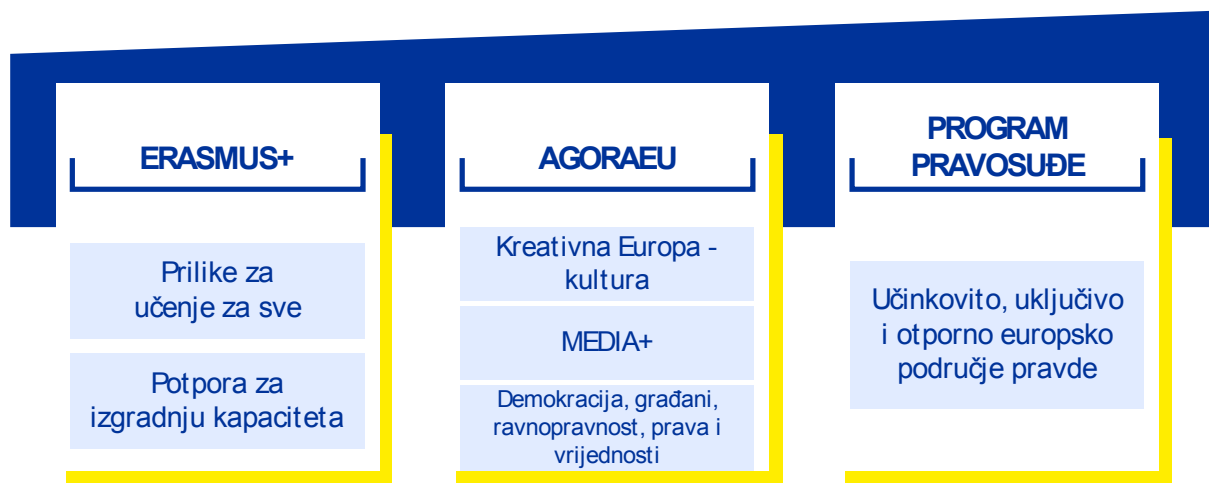 ERASMUS+
Prilike za
učenje za sve
Potpora za
izgradnju kapaciteta
AGORAEU
Kreativna Europa -
kultura
MEDIA+
Demokracija, građani,
ravnopravnost, prava i
vrijednosti
PROGRAM
PRAVOSUĐE
Učinkovito, uključivo
i otporno europsko
područje pravde